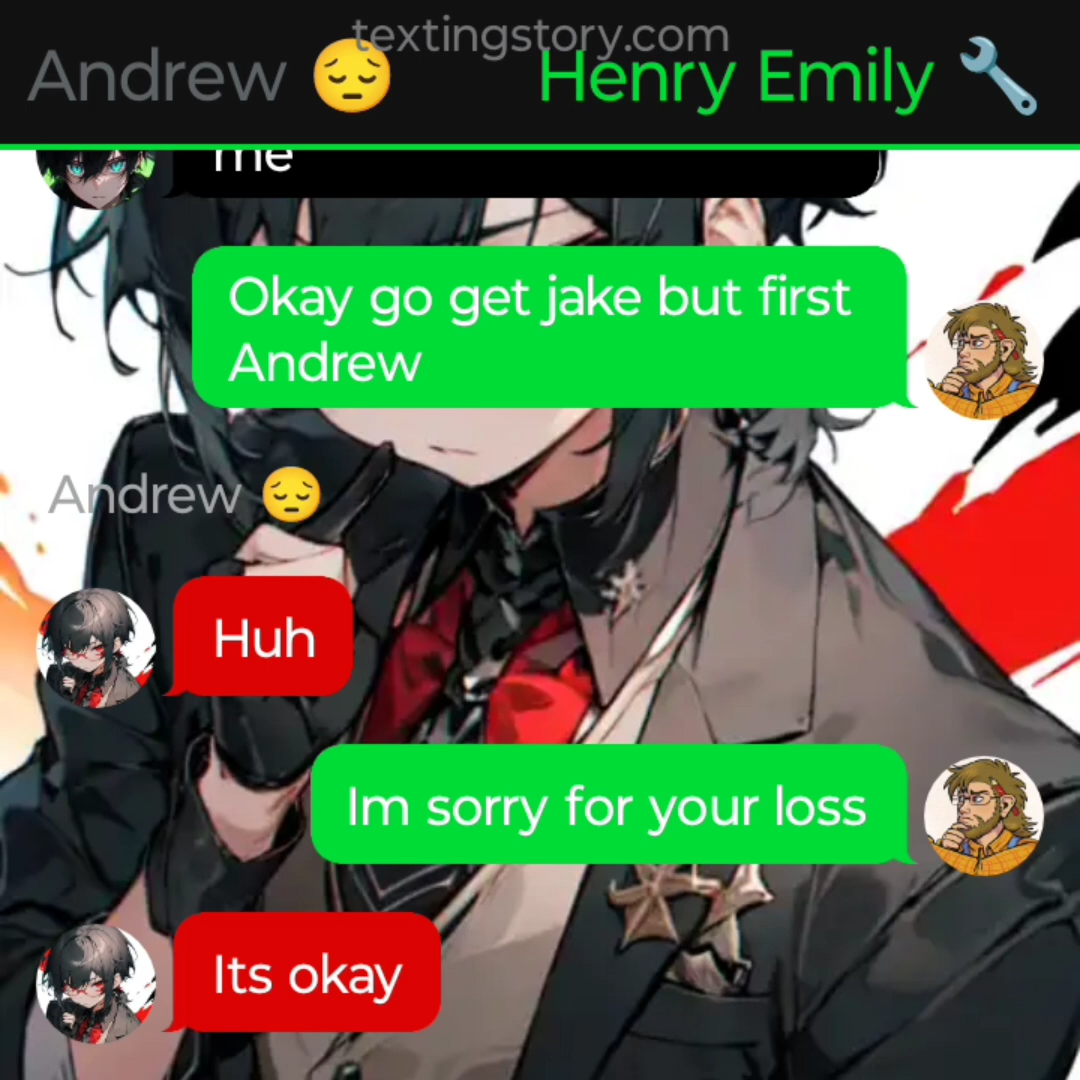 textingstory.com
Andrew 😔 Henry Emily 🔧
me
Okay go get jake but first
Andrew
Andrew 😔
Huh
Im sorry for your loss
Its okay